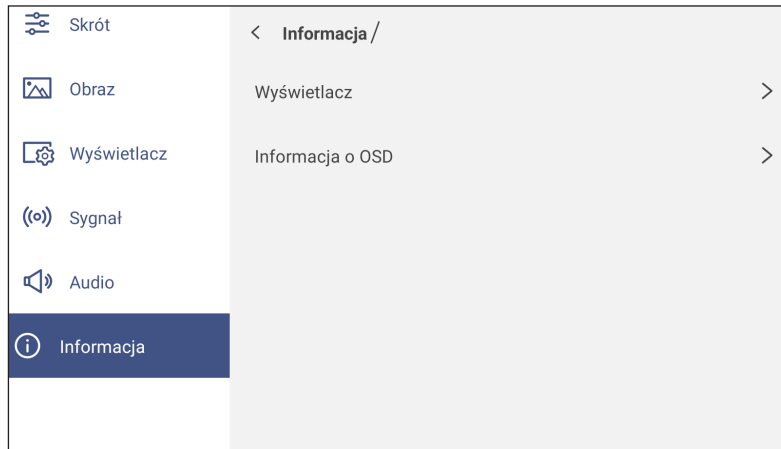 Skrót
Obraz
Wyświetlacz
Sygnał
Audio
Informacja
Informacja /
Wyświetlacz
Informacja o OSD